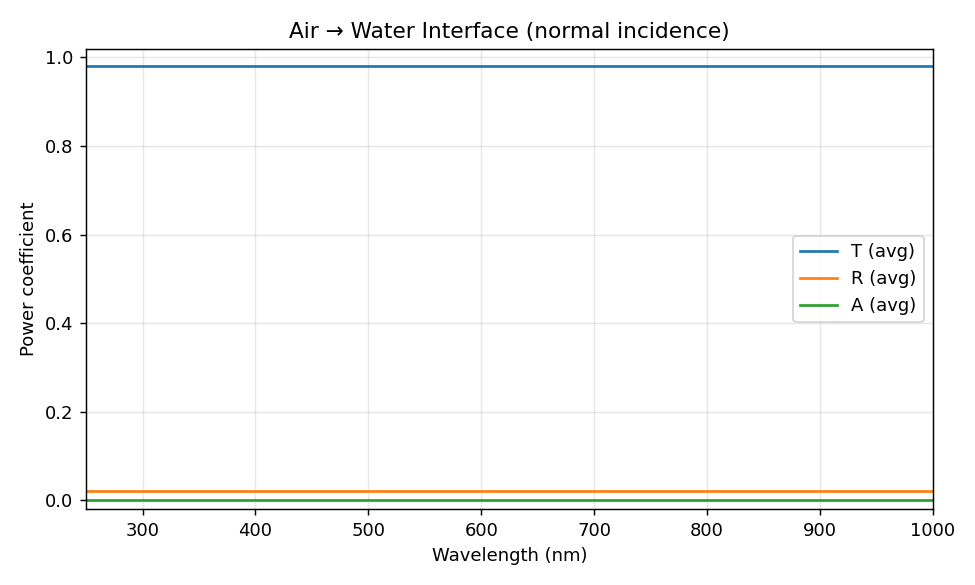 Air → Water Interface (normal incidence)
Power coefficient
1.0
0.8
0.6
0.4
0.2
0.0
T (avg)
R (avg)
A (avg)
300 400 500 600 700 800 900 1000
Wavelength (nm)